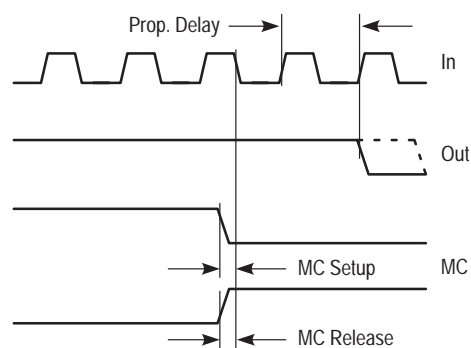 Prop. Delay
In
Out
MC Setup
MC
MC Release